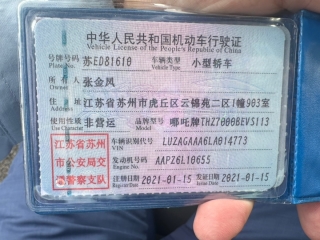 中华人民共和国机动车行驶证
Vehicle License of the People's Republic of China
号牌号码 苏ED81610 车辆类型 小型轿车
Plate No. Vehicle Type
所有人 张金凤
Owner
住址 江苏省苏州市虎丘区云锦苑二区1幢903室
Address
使用性质 非营运 品牌型号 哪吒牌THZ7000BEVS113
Use Character Model
江苏省苏州市公安局交通警察支队
车辆识别代号 LUZAGAAA6LA014773
VIN
发动机号码 AAPZ6L10655
Engine No.
注册日期 2021-01-15 发证日期 2021-01-15
Register Date Issue Date